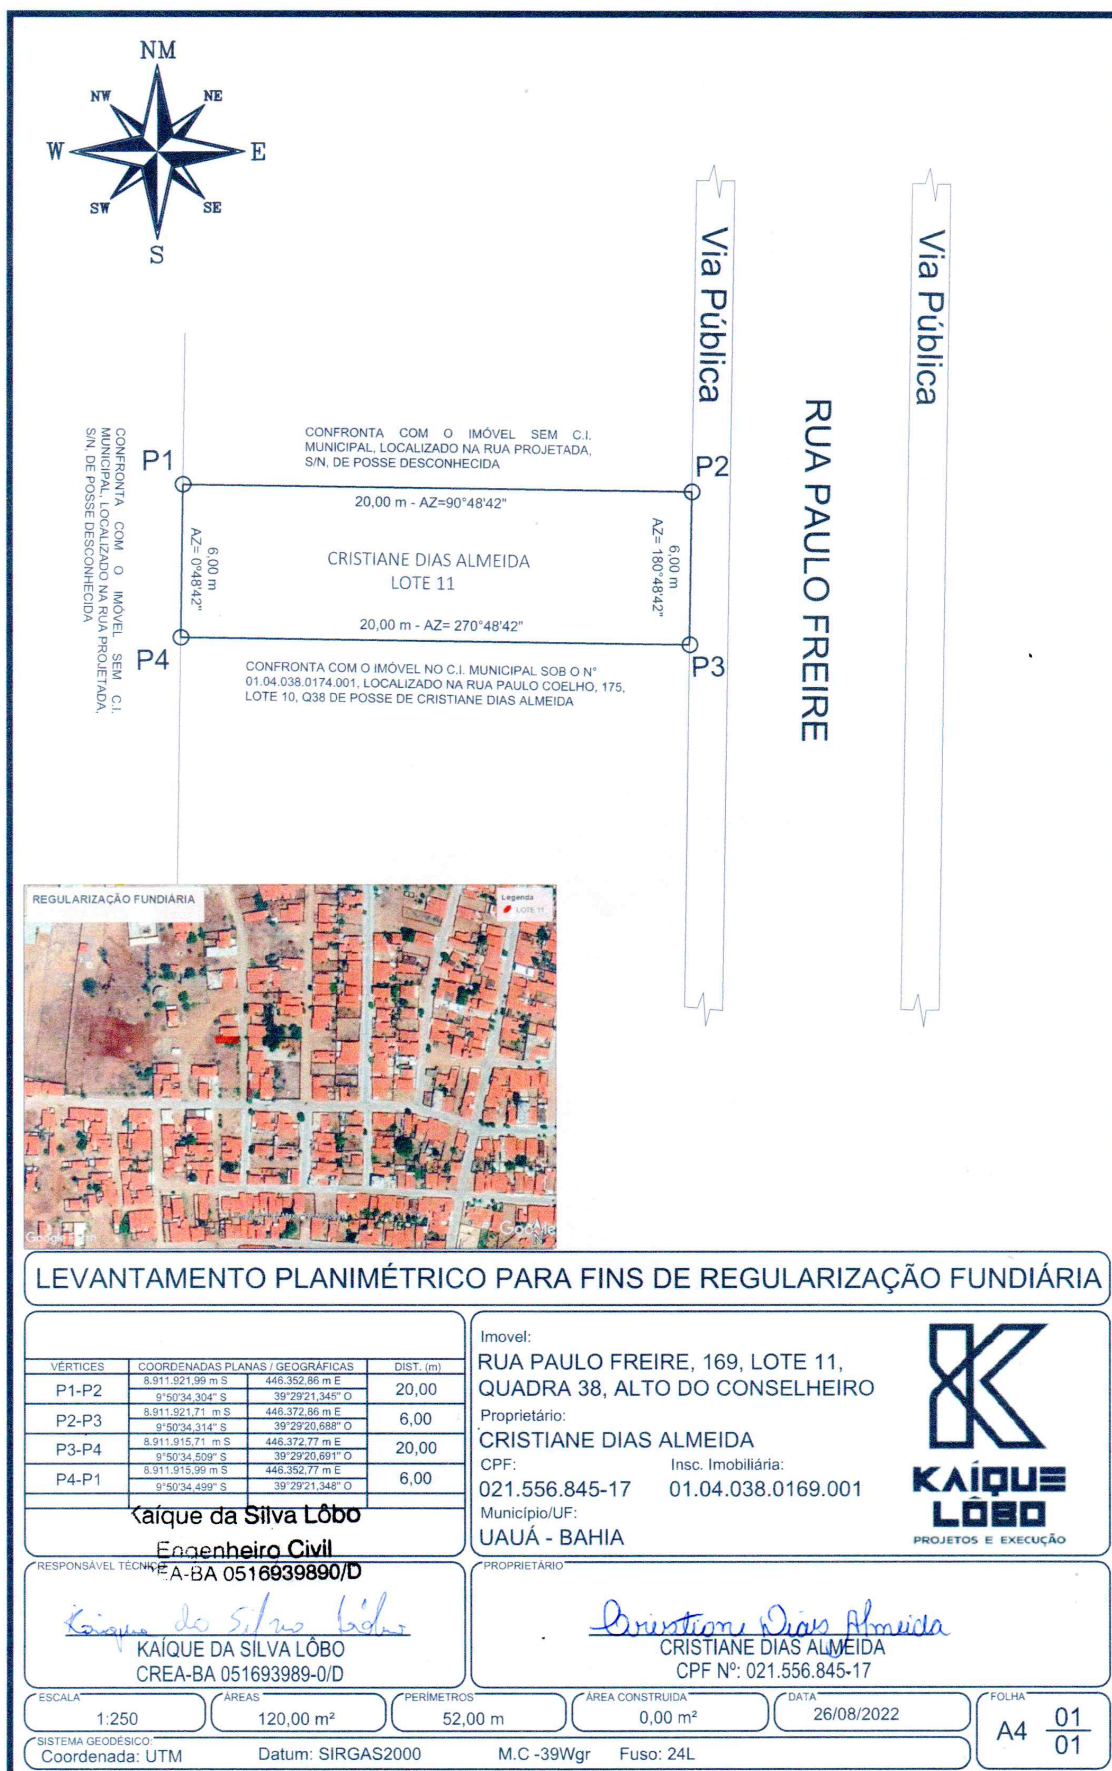 NM
NW
NE
W
E
SW
SE
S
Via Pública
Via Pública
RUA PAULO FREIRE
CONFRONTA COM O IMÓVEL SEM C.I.
MUNICIPAL, LOCALIZADO NA RUA PROJETADA,
S/N, DE POSSE DESCONHECIDA
CONFRONTA COM O IMÓVEL SEM C.I.
MUNICIPAL, LOCALIZADO NA RUA PROJETADA,
S/N, DE POSSE DESCONHECIDA
P1
P2
20,00 m - AZ=90°48'42"
6,00 m
AZ= 0°48'42"
CRISTIANE DIAS ALMEIDA
LOTE 11
6,00 m
AZ= 180°48'42"
20,00 m - AZ= 270°48'42"
P4
P3
CONFRONTA COM O IMÓVEL NO C.I. MUNICIPAL SOB O N°
01.04.038.0174.001, LOCALIZADO NA RUA PAULO COELHO, 175,
LOTE 10, Q38 DE POSSE DE CRISTIANE DIAS ALMEIDA
REGULARIZAÇÃO FUNDIÁRIA
Legenda
LOTE 11
Google Earth
Google
LEVANTAMENTO PLANIMÉTRICO PARA FINS DE REGULARIZAÇÃO FUNDIÁRIA
VÉRTICES COORDENADAS PLANAS / GEOGRÁFICAS DIST. (m)
P1-P2 8.911.921,99 m S 446.352,86 m E 20,00
9°50'34,304" S 39°29'21,345" O
P2-P3 8.911.921,71 m S 446.372,86 m E 6,00
9°50'34,314" S 39°29'20,688" O
P3-P4 8.911.915,71 m S 446.372,77 m E 20,00
9°50'34,509" S 39°29'20,691" O
P4-P1 8.911.915,99 m S 446.352,77 m E 6,00
9°50'34,499" S 39°29'21,348" O
Kaíque da Silva Lôbo
Engenheiro Civil
EA-BA 0516939890/D
Imovel:
RUA PAULO FREIRE, 169, LOTE 11,
QUADRA 38, ALTO DO CONSELHEIRO
Proprietário:
CRISTIANE DIAS ALMEIDA
CPF: Insc. Imobiliária:
021.556.845-17 01.04.038.0169.001
Município/UF:
UAUÁ - BAHIA
KAÍQUE
LÔBO
PROJETOS E EXECUÇÃO
RESPONSÁVEL TÉCNICO
Kaíque da Silva Lôbo
KAÍQUE DA SILVA LÔBO
CREA-BA 051693989-0/D
PROPRIETÁRIO
Cristiane Dias Almeida
CRISTIANE DIAS ALMEIDA
CPF Nº: 021.556.845-17
ESCALA
1:250
ÁREAS
120,00 m²
PERÍMETROS
52,00 m
ÁREA CONSTRUIDA
0,00 m²
DATA
26/08/2022
FOLHA
A4 01
01
SISTEMA GEODÉSICO:
Coordenada: UTM Datum: SIRGAS2000 M.C -39Wgr Fuso: 24L